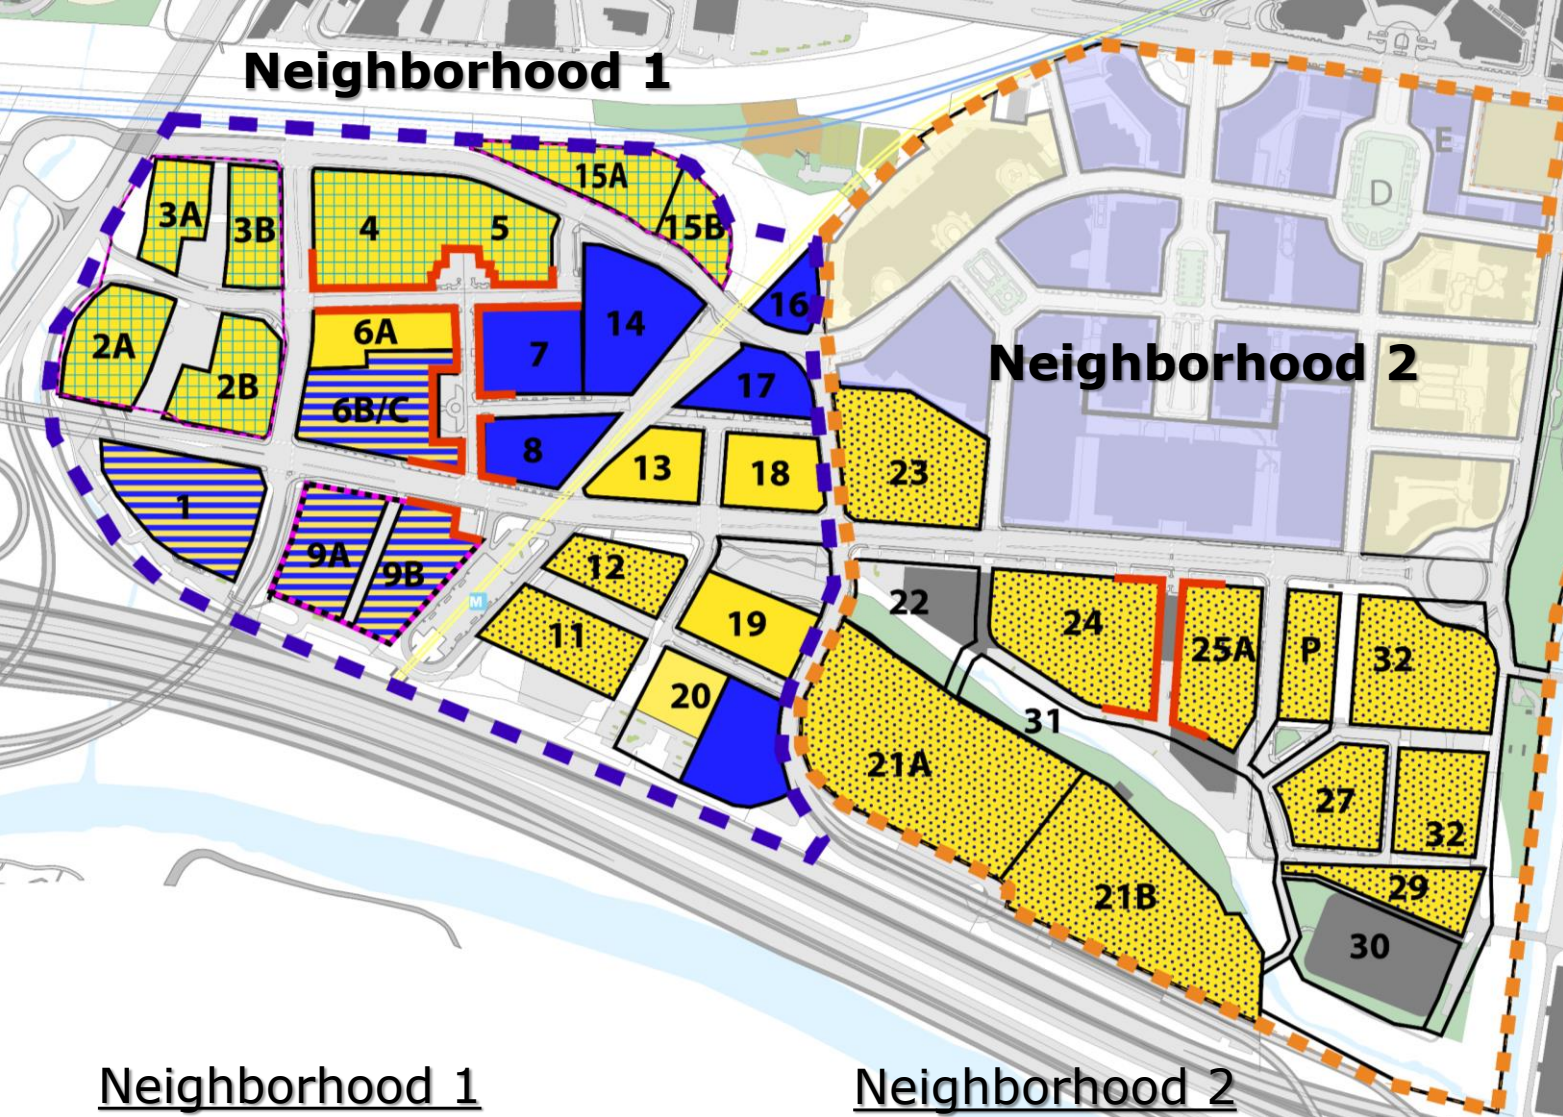 Neighborhood 1
E
15A
D
3A
3B
4
5
15B
16
14
6A
2A
7
Neighborhood 2
2B
17
6B/C
8
13
18
23
1
9A
9B
12
M
22
11
19
24
25A
P
32
20
31
21A
27
32
21B
29
30
Neighborhood 1
Neighborhood 2